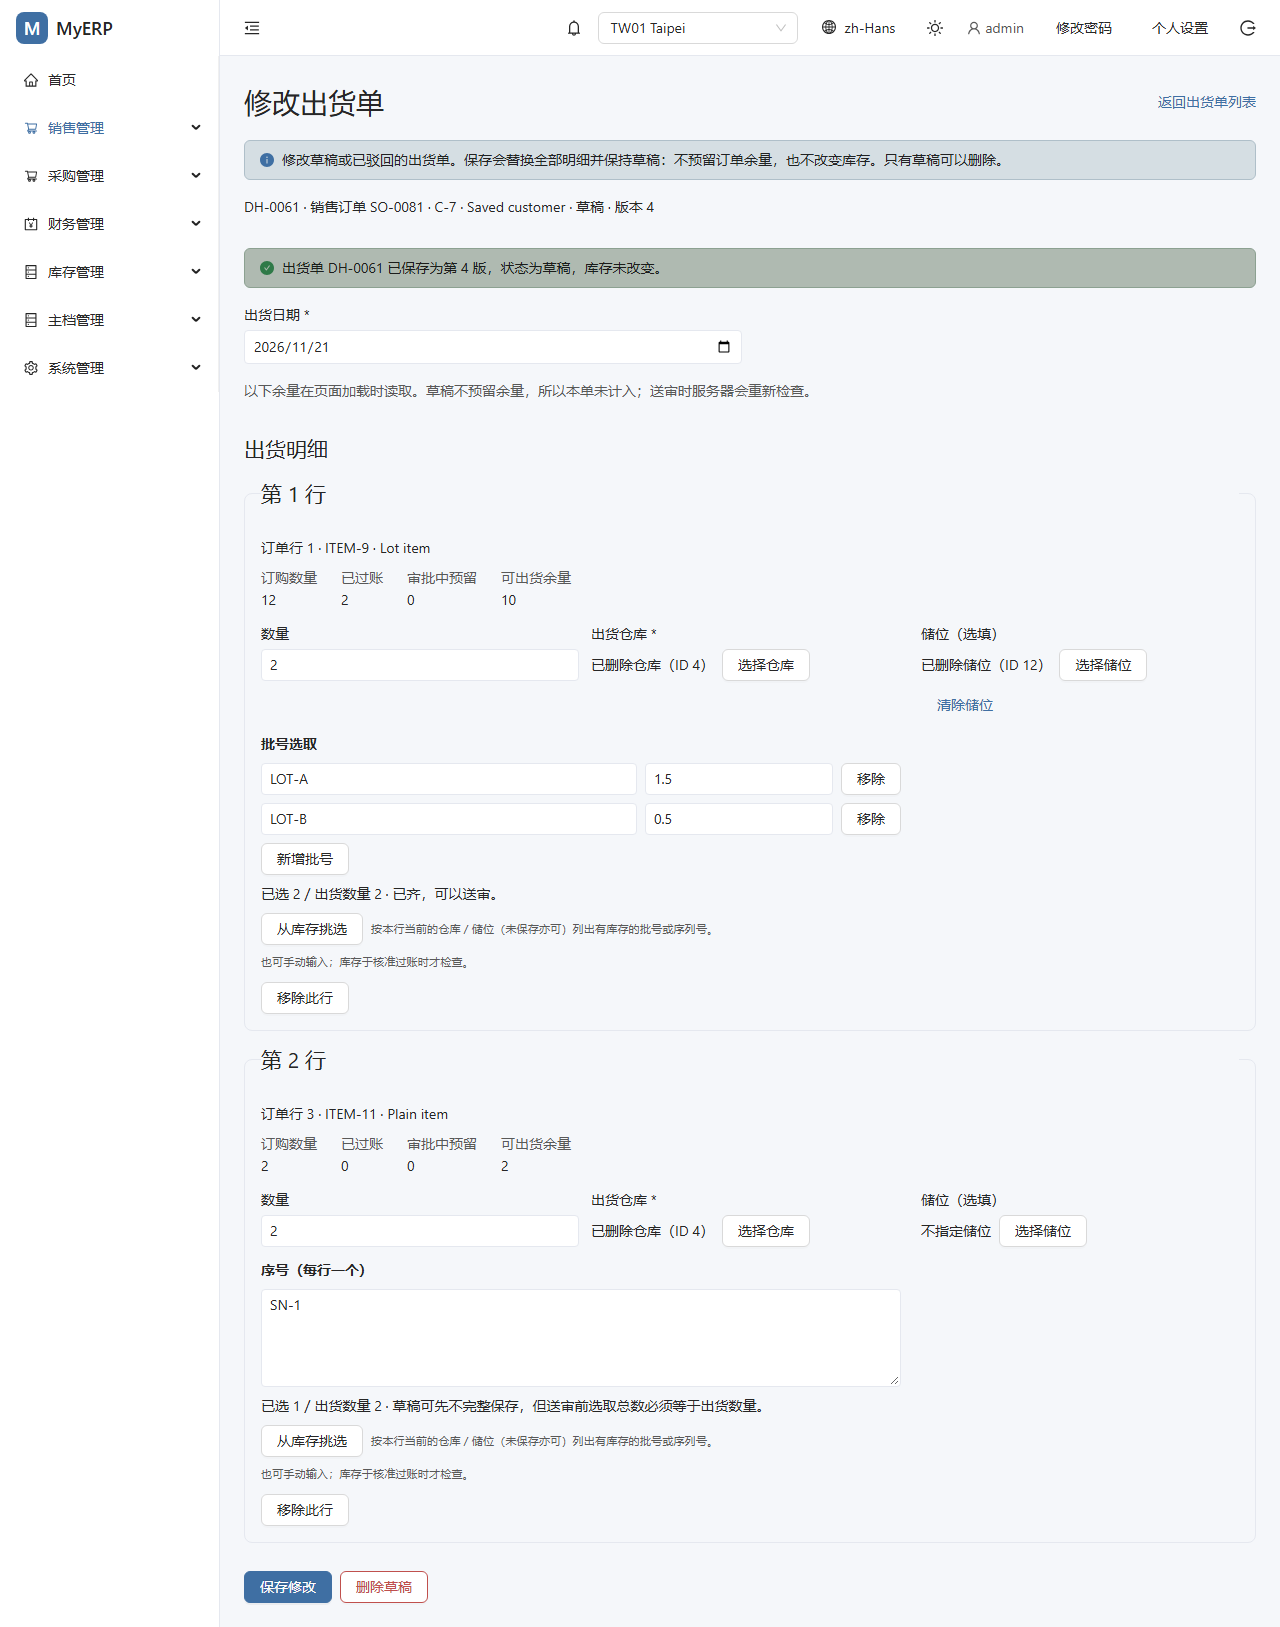 M MyERP
TW01 Taipei
zh-Hans
admin
修改密码
个人设置
首页
销售管理
采购管理
财务管理
库存管理
主档管理
系统管理
修改出货单
返回出货单列表
修改草稿或已驳回的出货单。保存会替换全部明细并保持草稿：不预留订单余量，也不改变库存。只有草稿可以删除。
DH-0061 · 销售订单 SO-0081 · C-7 · Saved customer · 草稿 · 版本 4
出货单 DH-0061 已保存为第 4 版，状态为草稿，库存未改变。
出货日期 *
2026/11/21
以下余量在页面加载时读取。草稿不预留余量，所以本单未计入；送审时服务器会重新检查。
出货明细
第 1 行
订单行 1 · ITEM-9 · Lot item
订购数量 已过账 审批中预留 可出货余量
12 2 0 10
数量 出货仓库 * 储位（选填）
2 已删除仓库（ID 4） 选择仓库 已删除储位（ID 12） 选择储位
清除储位
批号选取
LOT-A 1.5 移除
LOT-B 0.5 移除
新增批号
已选 2 / 出货数量 2 · 已齐，可以送审。
从库存挑选 按本行当前的仓库 / 储位（未保存亦可）列出有库存的批号或序列号。
也可手动输入；库存于核准过账时才检查。
移除此行
第 2 行
订单行 3 · ITEM-11 · Plain item
订购数量 已过账 审批中预留 可出货余量
2 0 0 2
数量 出货仓库 * 储位（选填）
2 已删除仓库（ID 4） 选择仓库 不指定储位 选择储位
序号（每行一个）
SN-1
已选 1 / 出货数量 2 · 草稿可先不完整保存，但送审前选取总数必须等于出货数量。
从库存挑选 按本行当前的仓库 / 储位（未保存亦可）列出有库存的批号或序列号。
也可手动输入；库存于核准过账时才检查。
移除此行
保存修改 删除草稿